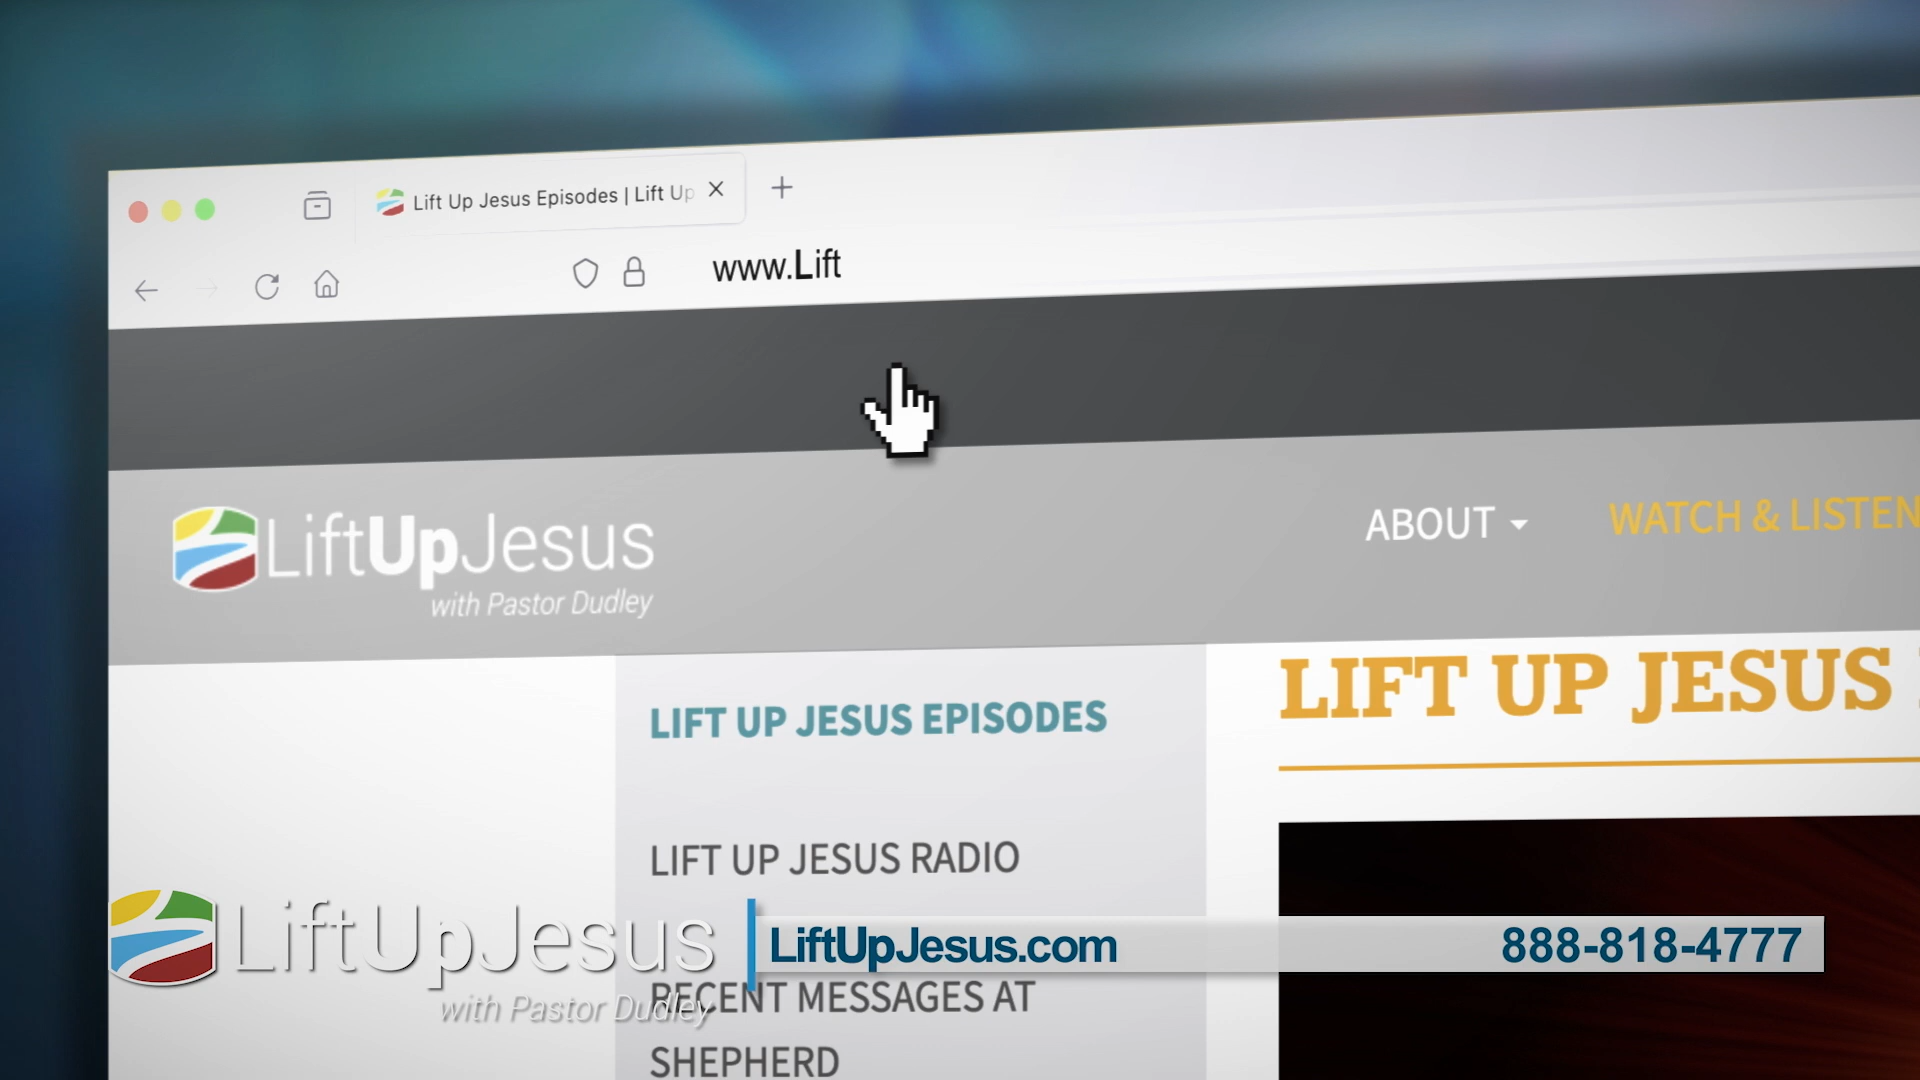 Lift Up Jesus Episodes | Lift Up
www.Lift
LiftUpJesus
with Pastor Dudley
ABOUT
WATCH & LISTEN
LIFT UP JESUS EPISODES
LIFT UP JESUS
LIFT UP JESUS RADIO
LiftUpJesus
with Pastor Dudley
LiftUpJesus.com
888-818-4777
RECENT MESSAGES AT
SHEPHERD